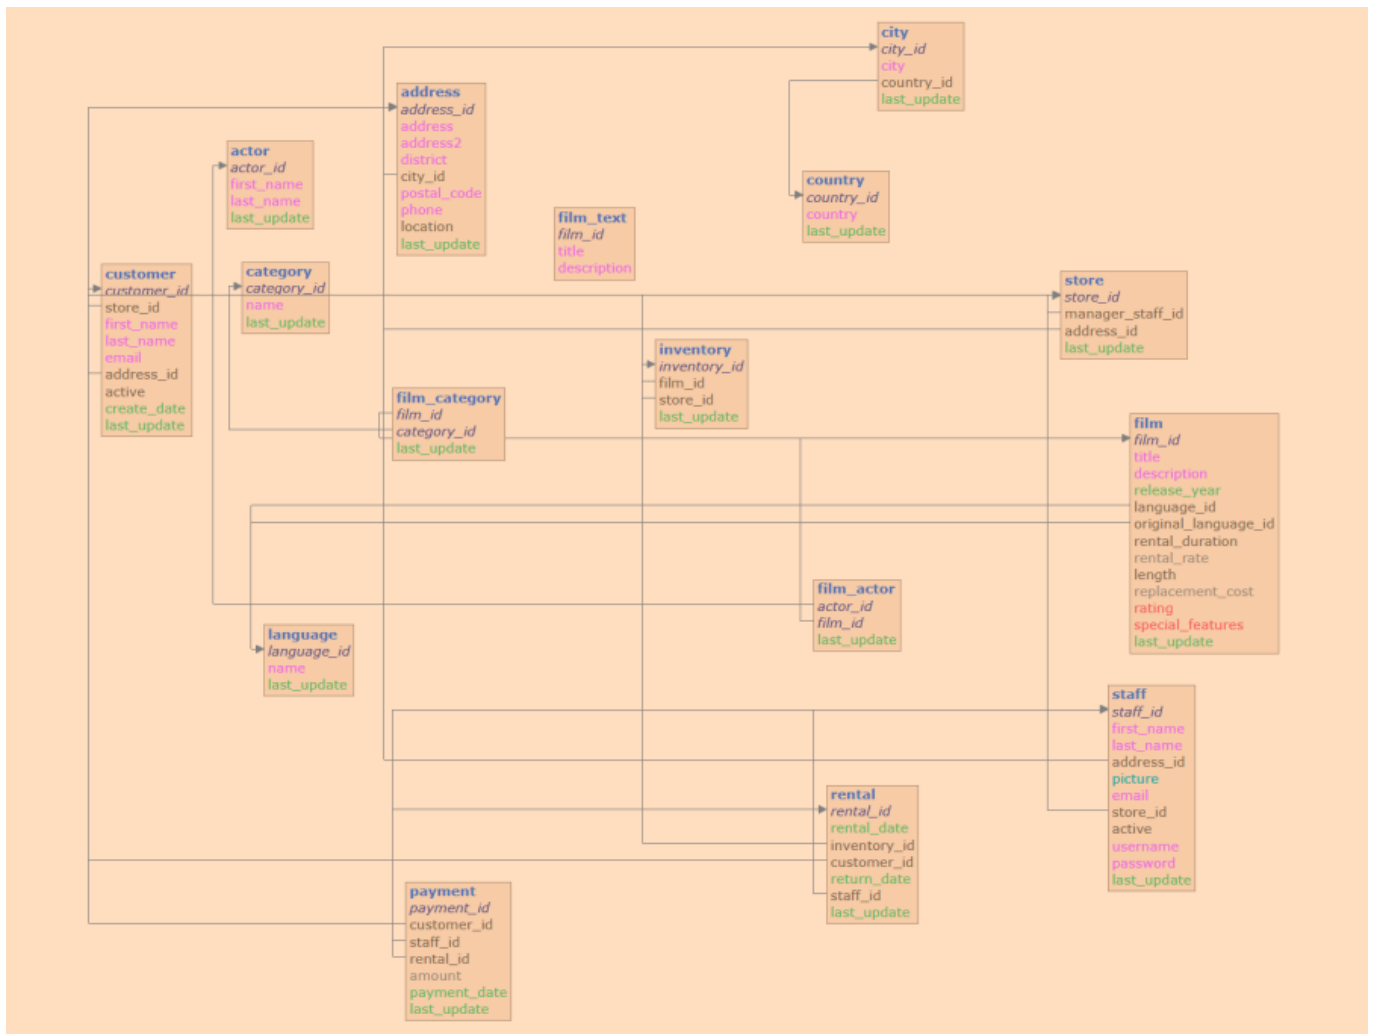 city
city_id
city
country_id
last_update
address
address_id
address
address2
district
city_id
postal_code
phone
location
last_update
actor
actor_id
first_name
last_name
last_update
country
country_id
country
last_update
film_text
film_id
title
description
customer
customer_id
store_id
first_name
last_name
email
address_id
active
create_date
last_update
category
category_id
name
last_update
store
store_id
manager_staff_id
address_id
last_update
inventory
inventory_id
film_id
store_id
last_update
film_category
film_id
category_id
last_update
film
film_id
title
description
release_year
language_id
original_language_id
rental_duration
rental_rate
length
replacement_cost
rating
special_features
last_update
film_actor
actor_id
film_id
last_update
language
language_id
name
last_update
staff
staff_id
first_name
last_name
address_id
picture
email
store_id
active
username
password
last_update
rental
rental_id
rental_date
inventory_id
customer_id
return_date
staff_id
last_update
payment
payment_id
customer_id
staff_id
rental_id
amount
payment_date
last_update